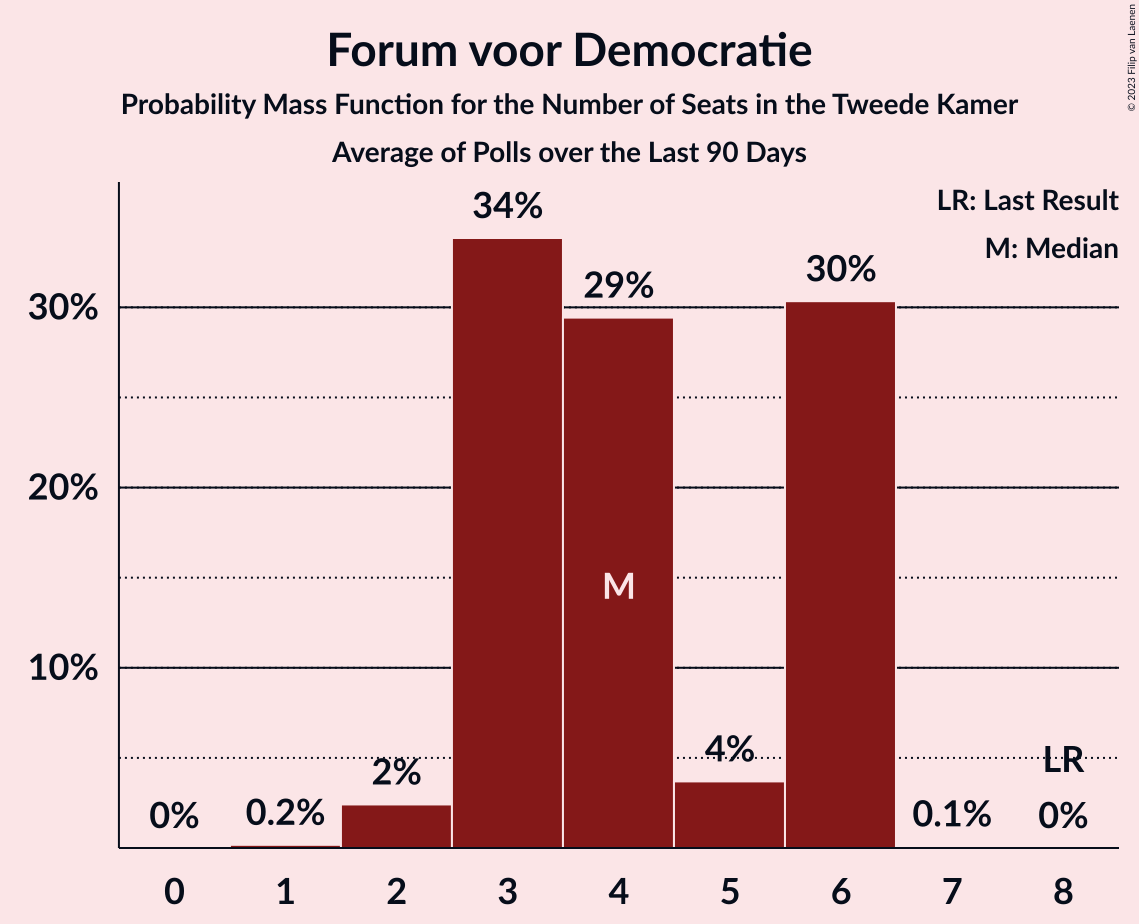 Forum voor Democratie
Probability Mass Function for the Number of Seats in the Tweede Kamer
Average of Polls over the Last 90 Days
© 2023 Filip van Laenen
LR: Last Result
M: Median
34%
30%
29%
30%
20%
M
10%
4%
LR
2%
0%
0.2%
0.1%
0%
0 1 2 3 4 5 6 7 8